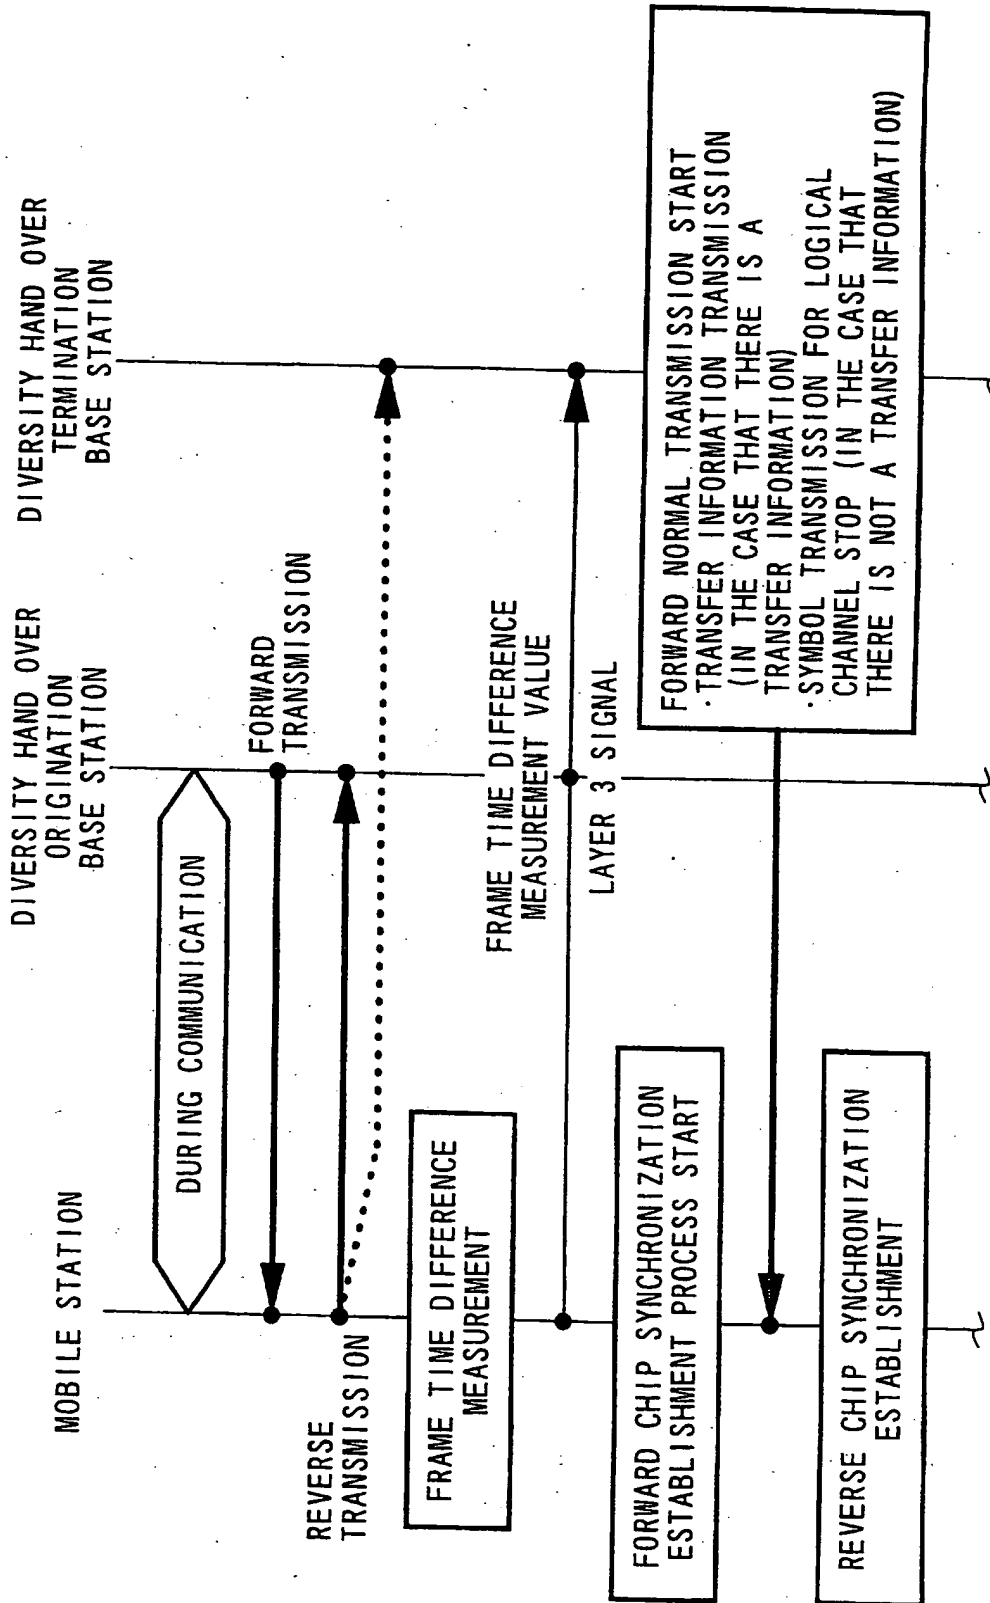 MOBILE STATION
DIVERSITY HAND OVER
ORIGINATION
BASE STATION
DIVERSITY HAND OVER
TERMINATION
BASE STATION
DURING COMMUNICATION
FORWARD
TRANSMISSION
REVERSE
TRANSMISSION
FRAME TIME DIFFERENCE
MEASUREMENT
FRAME TIME DIFFERENCE
MEASUREMENT VALUE
LAYER 3 SIGNAL
FORWARD CHIP SYNCHRONIZATION
ESTABLISHMENT PROCESS START
FORWARD NORMAL TRANSMISSION START
·TRANSFER INFORMATION TRANSMISSION
(IN THE CASE THAT THERE IS A
TRANSFER INFORMATION)
·SYMBOL TRANSMISSION FOR LOGICAL
CHANNEL STOP (IN THE CASE THAT
THERE IS NOT A TRANSFER INFORMATION)
REVERSE CHIP SYNCHRONIZATION
ESTABLISHMENT